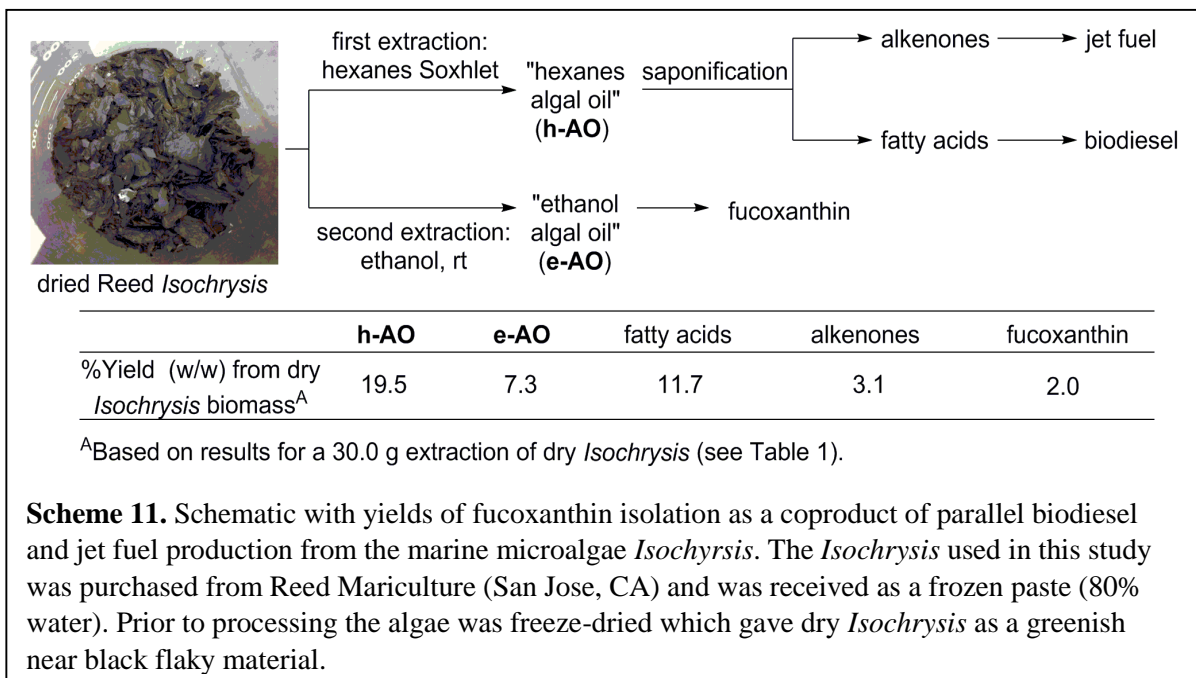 first extraction:
hexanes Soxhlet
"hexanes
algal oil"
(h-AO)
saponification
alkenones
jet fuel
fatty acids
biodiesel
second extraction:
ethanol, rt
"ethanol
algal oil"
(e-AO)
fucoxanthin
dried Reed Isochrysis
h-AO e-AO fatty acids alkenones fucoxanthin
%Yield (w/w) from dry
Isochrysis biomassA 19.5 7.3 11.7 3.1 2.0
ABased on results for a 30.0 g extraction of dry Isochrysis (see Table 1).
Scheme 11. Schematic with yields of fucoxanthin isolation as a coproduct of parallel biodiesel
and jet fuel production from the marine microalgae Isochyrsis. The Isochrysis used in this study
was purchased from Reed Mariculture (San Jose, CA) and was received as a frozen paste (80%
water). Prior to processing the algae was freeze-dried which gave dry Isochrysis as a greenish
near black flaky material.